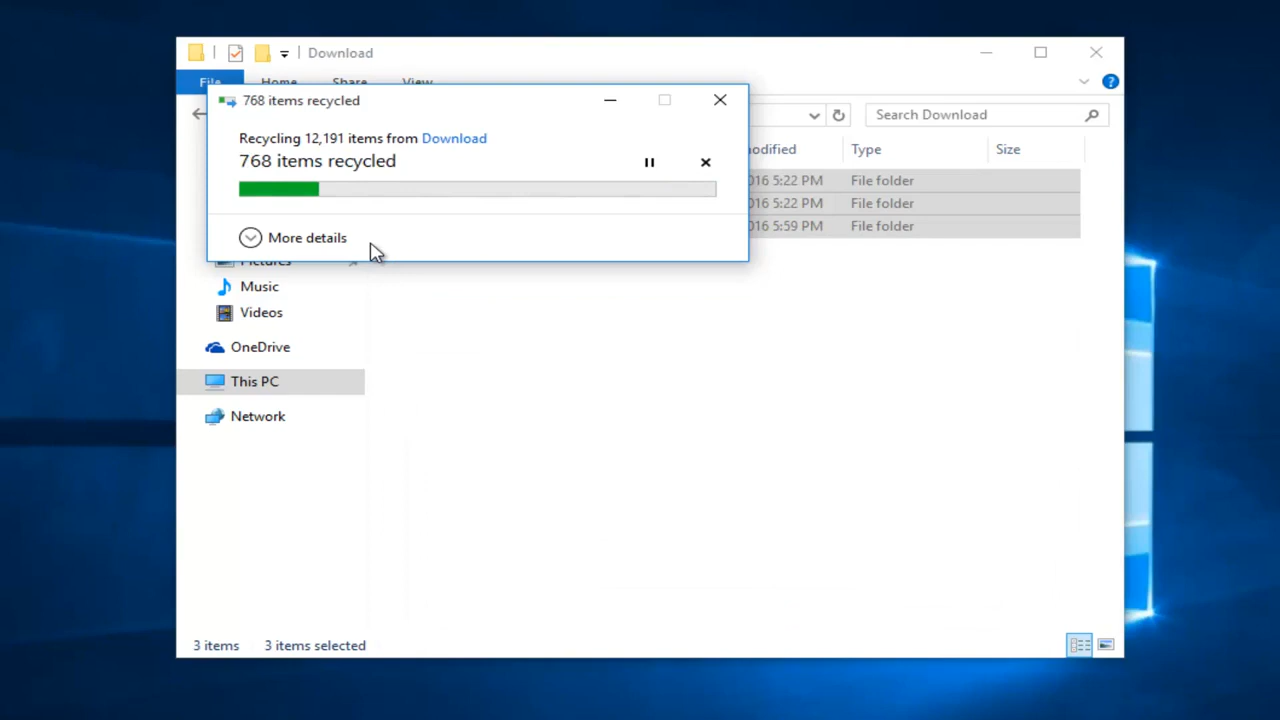 Download
File Home Share View
768 items recycled
Recycling 12,191 items from Download
768 items recycled
More details
Search Download
Type Size
016 5:22 PM File folder
016 5:22 PM File folder
016 5:59 PM File folder
Pictures
Music
Videos
OneDrive
This PC
Network
3 items 3 items selected